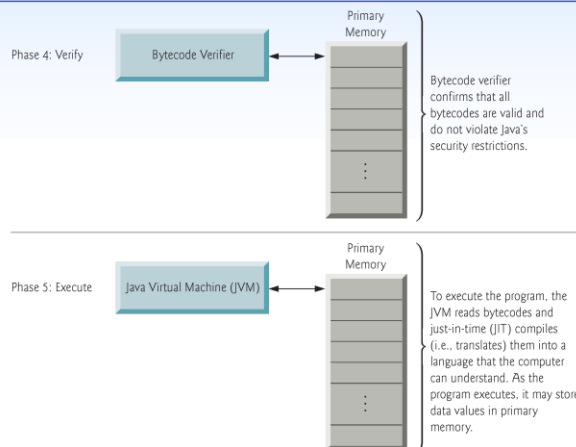 Primary
Memory
Phase 4: Verify
Bytecode Verifier
Bytecode verifier
confirms that all
bytecodes are valid and
do not violate Java's
security restrictions.
Primary
Memory
Phase 5: Execute
Java Virtual Machine (JVM)
To execute the program, the
JVM reads bytecodes and
just-in-time (JIT) compiles
(i.e., translates) them into a
language that the computer
can understand. As the
program executes, it may store
data values in primary
memory.